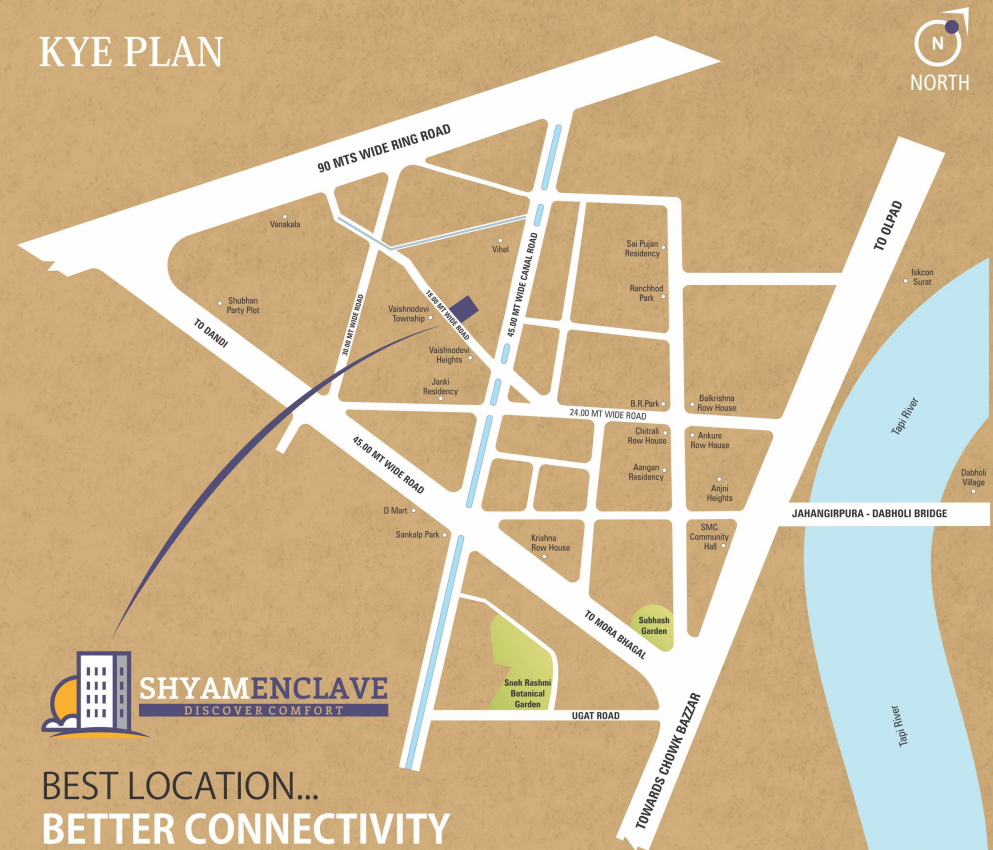 KYE PLAN
N
NORTH
90 MTS WIDE RING ROAD
TO OLPAD
Vanakala
Vihel
Sai Pujan
Residency
Iskcon
Surat
Shubhan
Party Plot
TO DANDI
30.00 MT WIDE ROAD
Vaishnodevi
Township
18.00 MT WIDE ROAD
45.00 MT WIDE CANAL ROAD
Ranchhod
Park
Vaishnodevi
Heights
Janki
Residency
B.R.Park
24.00 MT WIDE ROAD
Balkrishna
Row House
Tapi River
Chitrali
Row House
Ankure
Row House
45.00 MT WIDE ROAD
Aangan
Residency
Anjni
Heights
Dabholi
Village
D Mart
JAHANGIRPURA - DABHOLI BRIDGE
Sankalp Park
Krishna
Row House
SMC
Community
Hall
TO MORA BHAGAL
Subhash
Garden
Sneh Rashmi
Botanical
Garden
UGAT ROAD
TOWARDS CHOWK BAZZAR
Tapi River
SHYAMENCLAVE
DISCOVER COMFORT
BEST LOCATION...
BETTER CONNECTIVITY